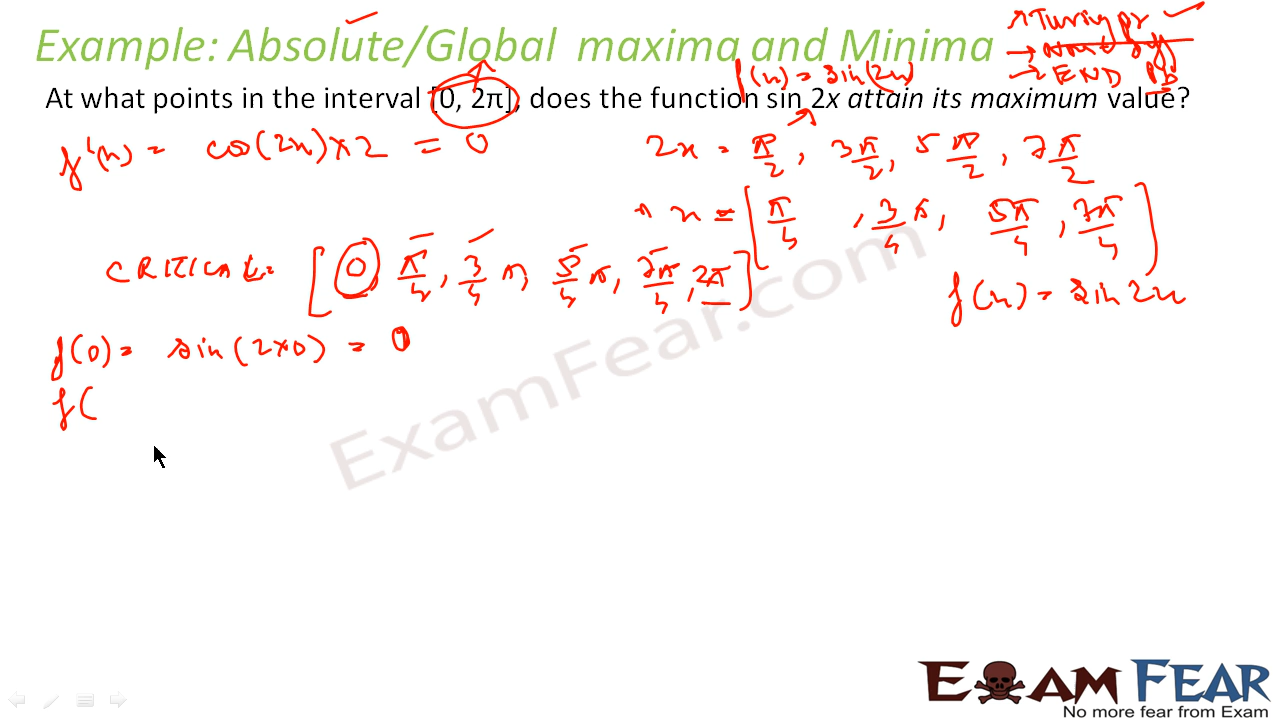 Example: Absolute/Global maxima and Minima
→ Turning pt
→ END pt
f(x) = sin(2x)
At what points in the interval [0, 2π], does the function sin 2x attain its maximum value?
f'(x) = cos(2x) × 2 = 0
2x = π/2, 3π/2, 5π/2, 7π/2
x = [π/4, 3/4 π, 5π/4, 7π/4]
CRITICAL = [0 π/4, 3/4 π, 5/4 π, 7π/4, 2π]
f(x) = sin 2x
f(0) = sin(2×0) = 0
f(
ExamFear.com
EXAM FEAR
No more fear from Exam